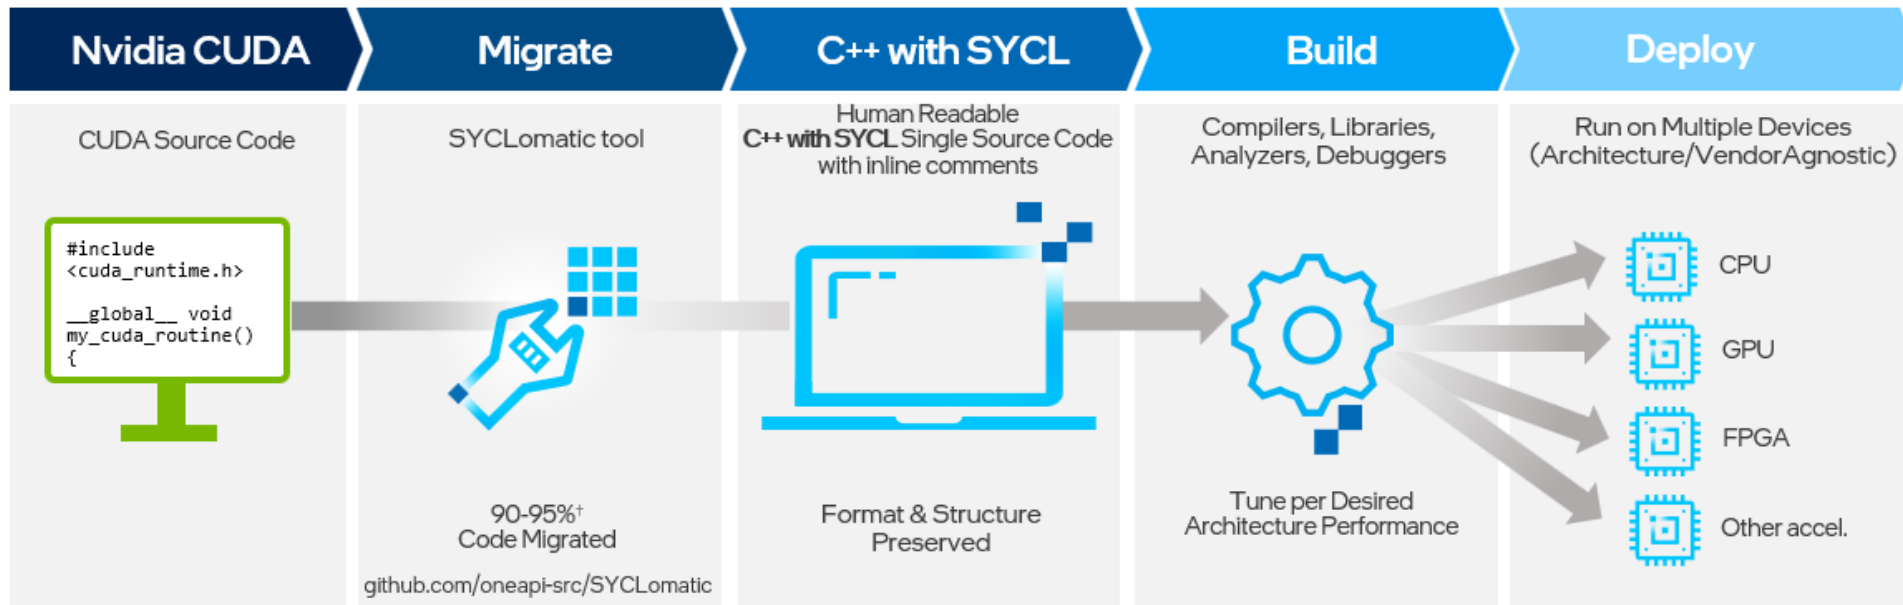 Nvidia CUDA
Migrate
C++ with SYCL
Build
Deploy
CUDA Source Code
#include
<cuda_runtime.h>
__global__ void
my_cuda_routine()
{
SYCLomatic tool
90-95%†
Code Migrated
github.com/oneapi-src/SYCLomatic
Human Readable
C++ with SYCL Single Source Code
with inline comments
Format & Structure
Preserved
Compilers, Libraries,
Analyzers, Debuggers
Tune per Desired
Architecture Performance
Run on Multiple Devices
(Architecture/VendorAgnostic)
CPU
GPU
FPGA
Other accel.